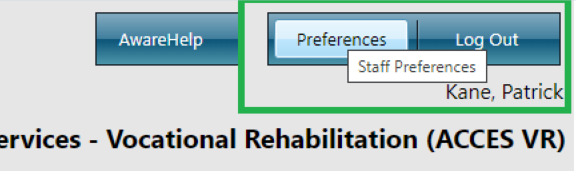 AwareHelp Preferences Log Out
Staff Preferences
Kane, Patrick
ervices - Vocational Rehabilitation (ACCES VR)